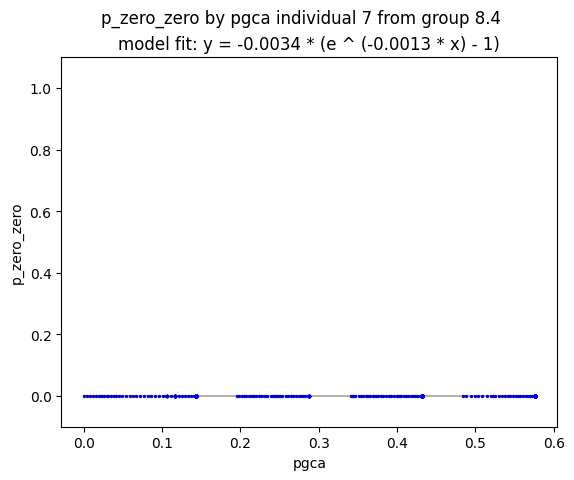 p_zero_zero by pgca individual 7 from group 8.4
model fit: y = -0.0034 * (e ^ (-0.0013 * x) - 1)
1.0
0.8
0.6
0.4
0.2
0.0
p_zero_zero
0.0 0.1 0.2 0.3 0.4 0.5 0.6
pgca